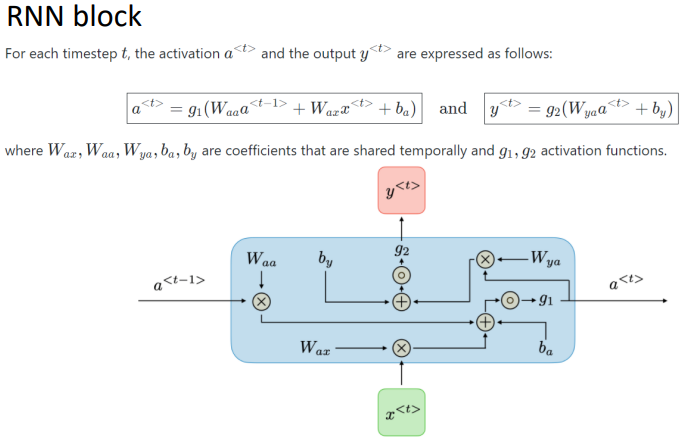 RNN block
For each timestep t, the activation a^{<t>} and the output y^{<t>} are expressed as follows:
a^{<t>} = g_1(W_{aa}a^{<t−1>} + W_{ax}x^{<t>} + b_a) and y^{<t>} = g_2(W_{ya}a^{<t>} + b_y)
where W_{ax}, W_{aa}, W_{ya}, b_a, b_y are coefficients that are shared temporally and g_1, g_2 activation functions.
y^{<t>}
W_{aa} b_y g_2 W_{ya}
a^{<t−1>} a^{<t>}
g_1
W_{ax} b_a
x^{<t>}